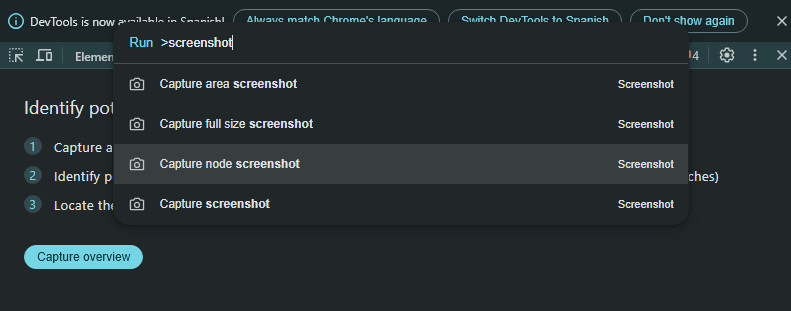 DevTools is now available in Spanish!
Always match Chrome's language
Switch DevTools to Spanish
Don't show again
Run >screenshot
Elemen
4
Capture area screenshot Screenshot
Capture full size screenshot Screenshot
Capture node screenshot Screenshot
Capture screenshot Screenshot
Identify pot
1 Capture a
2 Identify p ches)
3 Locate the
Capture overview